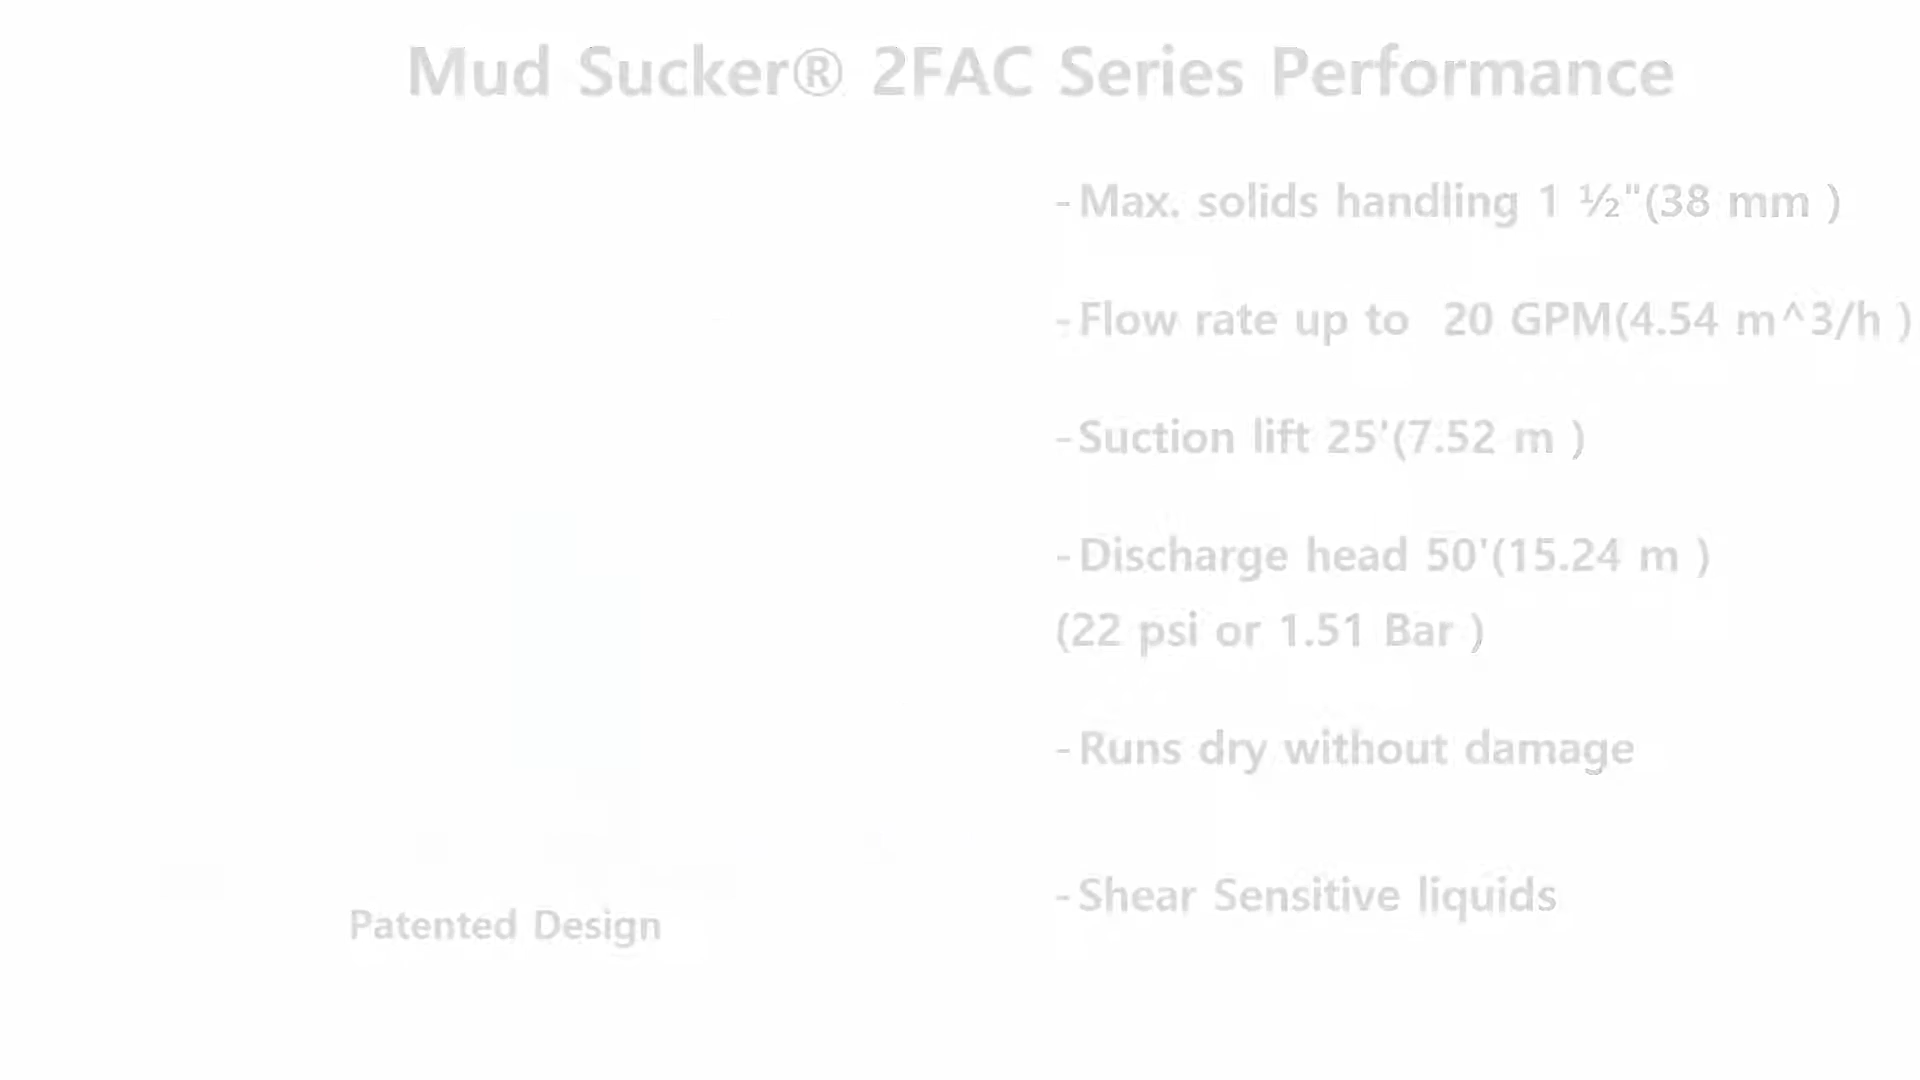 Mud Sucker® 2FAC Series Performance
-Max. solids handling 1 ½"(38 mm )
-Flow rate up to  20 GPM(4.54 m^3/h )
-Suction lift 25'(7.52 m )
-Discharge head 50'(15.24 m )
(22 psi or 1.51 Bar )
-Runs dry without damage
-Shear Sensitive liquids
Patented Design